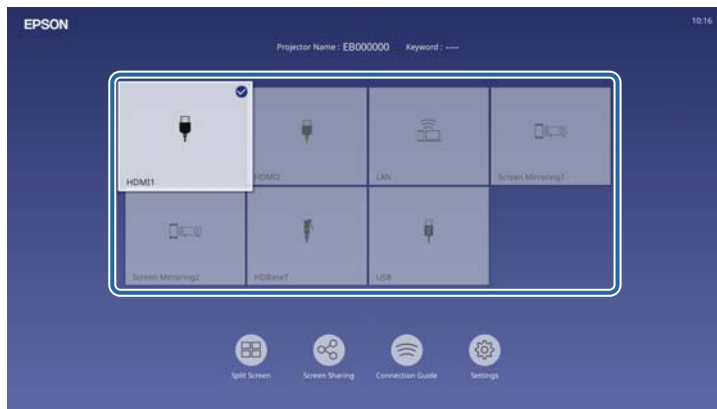 EPSON
10:16
Projector Name : EB000000 Keyword : ----
HDMI1
HDMI2
LAN
Screen Mirroring1
Screen Mirroring2
HDBaseT
USB
Split Screen
Screen Sharing
Connection Guide
Settings